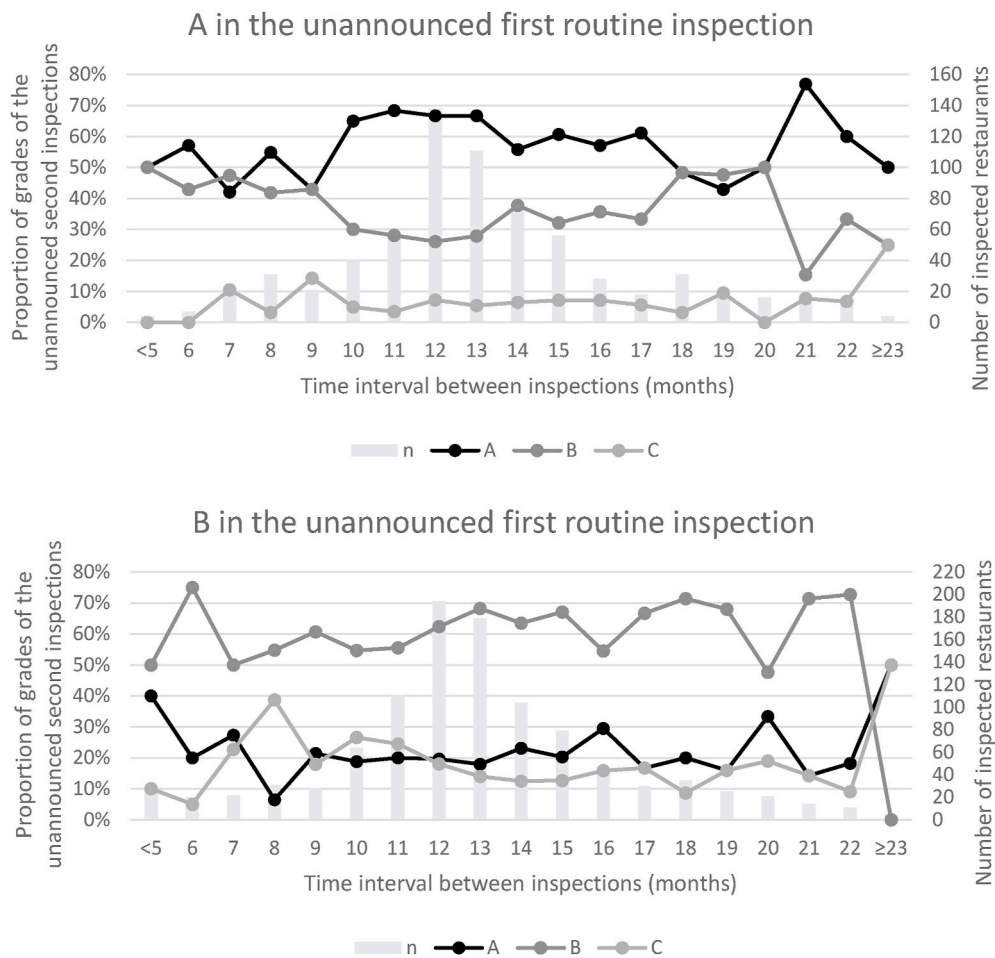 A in the unannounced first routine inspection
Proportion of grades of the
unannounced second inspections
80%
70%
60%
50%
40%
30%
20%
10%
0%
160
140
120
100
80
60
40
20
0
Number of inspected restaurants
<5 6 7 8 9 10 11 12 13 14 15 16 17 18 19 20 21 22 ≥23
Time interval between inspections (months)
n A B C
B in the unannounced first routine inspection
Proportion of grades of the
unannounced second inspections
80%
70%
60%
50%
40%
30%
20%
10%
0%
220
200
180
160
140
120
100
80
60
40
20
0
Number of inspected restaurants
<5 6 7 8 9 10 11 12 13 14 15 16 17 18 19 20 21 22 ≥23
Time interval between inspections (months)
n A B C